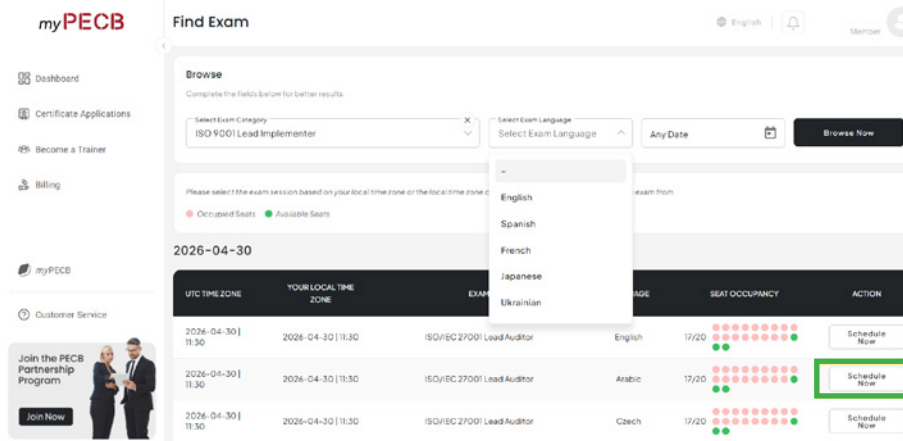 myPECB
Find Exam
English
Member
Dashboard
Certificate Applications
Become a Trainer
Billing
myPECB
Customer Service
Join the PECB
Partnership
Program
Join Now
Browse
Complete the fields below for better results.
Select Exam Category
ISO 9001 Lead Implementer
Select Exam Language
Select Exam Language
Any Date
Browse Now
-
English
Spanish
French
Japanese
Ukrainian
Please select the exam session based on your local time zone or the local time zone exam from.
Occupied Seats Available Seats
2026-04-30
UTC TIME ZONE YOUR LOCAL TIME ZONE SEAT OCCUPANCY ACTION
2026-04-30 | 11:30 2026-04-30 | 11:30 ISO/IEC 27001 Lead Auditor English 17/20 Schedule Now
2026-04-30 | 11:30 2026-04-30 | 11:30 ISO/IEC 27001 Lead Auditor Arabic 17/20 Schedule Now
2026-04-30 | 11:30 2026-04-30 | 11:30 ISO/IEC 27001 Lead Auditor Czech 17/20 Schedule Now